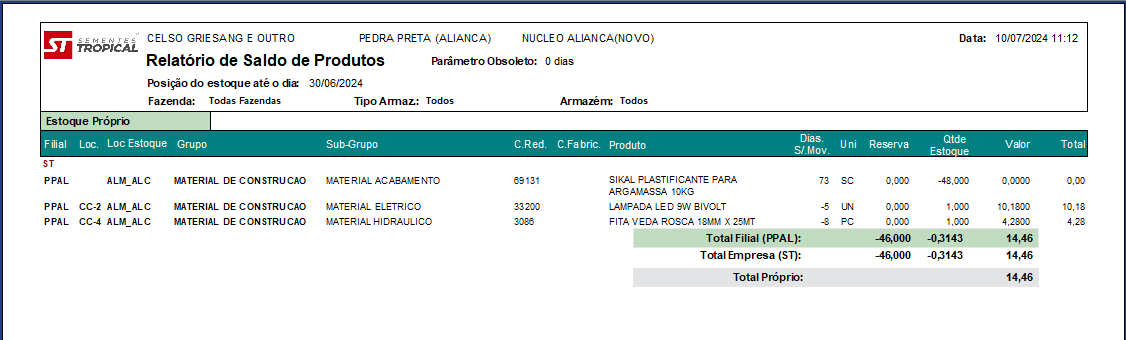 ST SEMENTES TROPICAL CELSO GRIESANG E OUTRO PEDRA PRETA (ALIANCA) NUCLEO ALIANCA(NOVO) Data: 10/07/2024 11:12
Relatório de Saldo de Produtos Parâmetro Obsoleto: 0 dias
Posição do estoque até o dia: 30/06/2024
Fazenda: Todas Fazendas Tipo Armaz.: Todos Armazém: Todos
Estoque Próprio
Filial Loc. Loc Estoque Grupo Sub-Grupo C.Red. C.Fabric. Produto Dias. S/.Mov. Uni Reserva Qtde Estoque Valor Total
ST
PPAL ALM_ALC MATERIAL DE CONSTRUCAO MATERIAL ACABAMENTO 69131 SIKAL PLASTIFICANTE PARA 73 SC 0,000 -48,000 0,0000 0,00
ARGAMASSA 10KG
PPAL CC-2 ALM_ALC MATERIAL DE CONSTRUCAO MATERIAL ELETRICO 33200 LAMPADA LED 9W BIVOLT -5 UN 0,000 1,000 10,1800 10,18
PPAL CC-4 ALM_ALC MATERIAL DE CONSTRUCAO MATERIAL HIDRAULICO 3086 FITA VEDA ROSCA 18MM X 25MT -8 PC 0,000 1,000 4,2800 4,28
Total Filial (PPAL): -46,000 -0,3143 14,46
Total Empresa (ST): -46,000 -0,3143 14,46
Total Próprio: 14,46